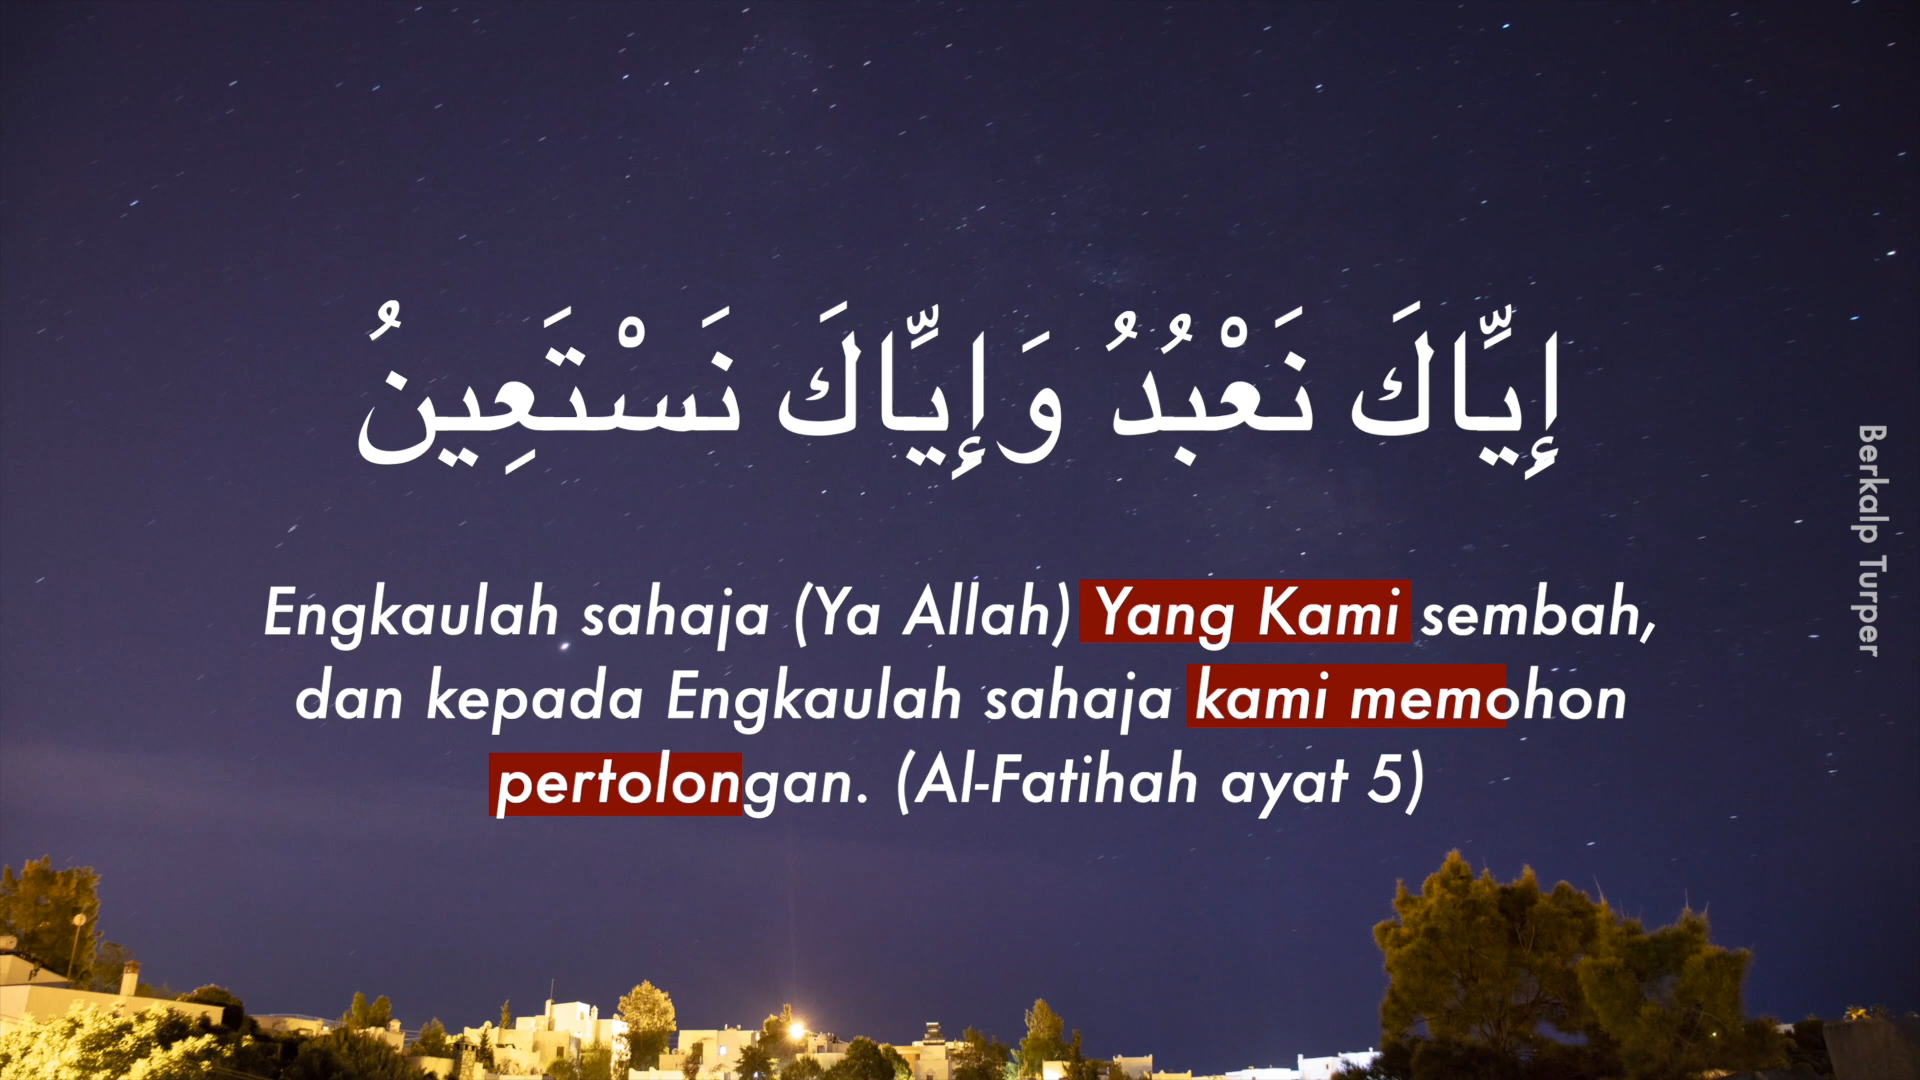 إِيَّاكَ نَعْبُدُ وَإِيَّاكَ نَسْتَعِينُ
Engkaulah sahaja (Ya Allah) Yang Kami sembah,
dan kepada Engkaulah sahaja kami memohon
pertolongan. (Al-Fatihah ayat 5)
Berkalp Turper